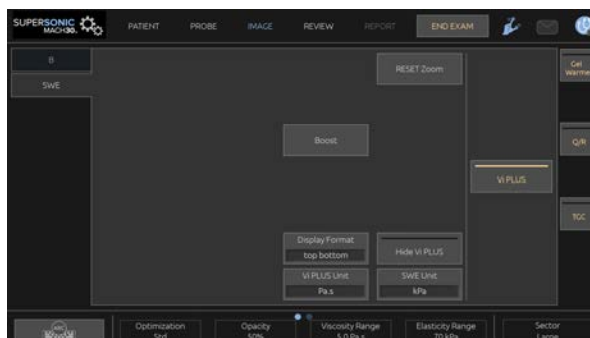 SUPERSONIC
MACH30.
PATIENT
PROBE
IMAGE
REVIEW
REPORT
END EXAM
B
SWE
RESET Zoom
Gel
Warme
Boost
Q/R
Vi PLUS
TGC
Display Format
top bottom
Hide Vi PLUS
Vi PLUS Unit
Pa.s
SWE Unit
kPa
ABC
Optimization
Std
Opacity
50%
Viscosity Range
5.0 Pa.s
Elasticity Range
70 kPa
Sector
Large